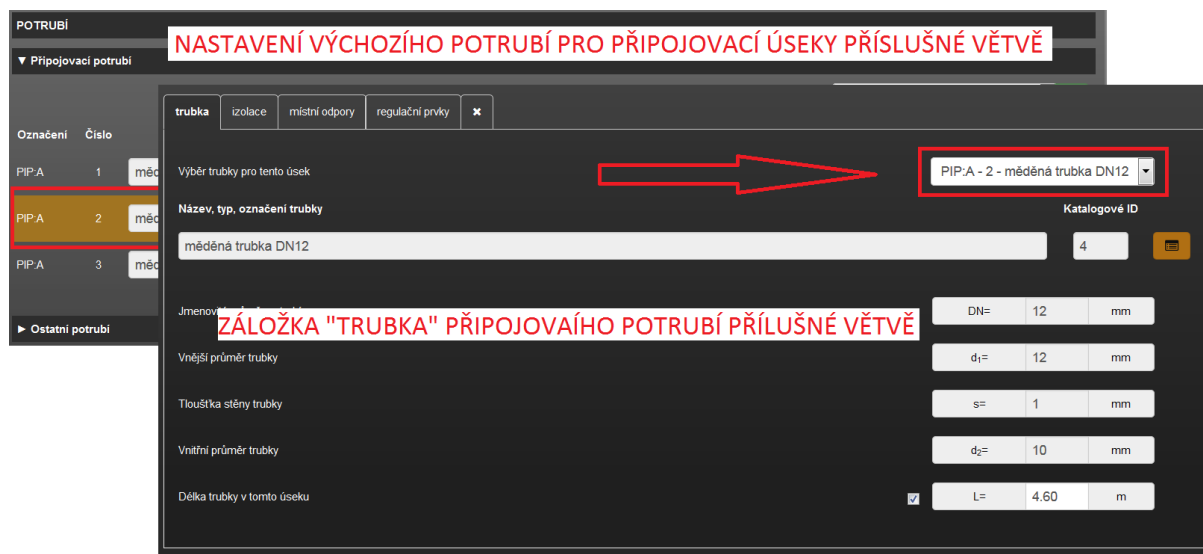 POTRUBÍ
NASTAVENÍ VÝCHOZÍHO POTRUBÍ PRO PŘIPOJOVACÍ ÚSEKY PŘÍSLUŠNÉ VĚTVĚ
▼ Připojovací potrubí
trubka izolace místní odpory regulační prvky ✖
Označení Číslo
PIP:A 1 měd
Výběr trubky pro tento úsek PIP:A - 2 - měděná trubka DN12
Název, typ, označení trubky Katalogové ID
PIP:A 2 měd
měděná trubka DN12 4
PIP:A 3 měd
Jmenovi DN= 12 mm
► Ostatní potrubí
ZÁLOŽKA "TRUBKA" PŘIPOJOVAÍHO POTRUBÍ PŘÍLUŠNÉ VĚTVĚ
Vnější průměr trubky d₁= 12 mm
Tloušťka stěny trubky s= 1 mm
Vnitřní průměr trubky d₂= 10 mm
Délka trubky v tomto úseku L= 4.60 m